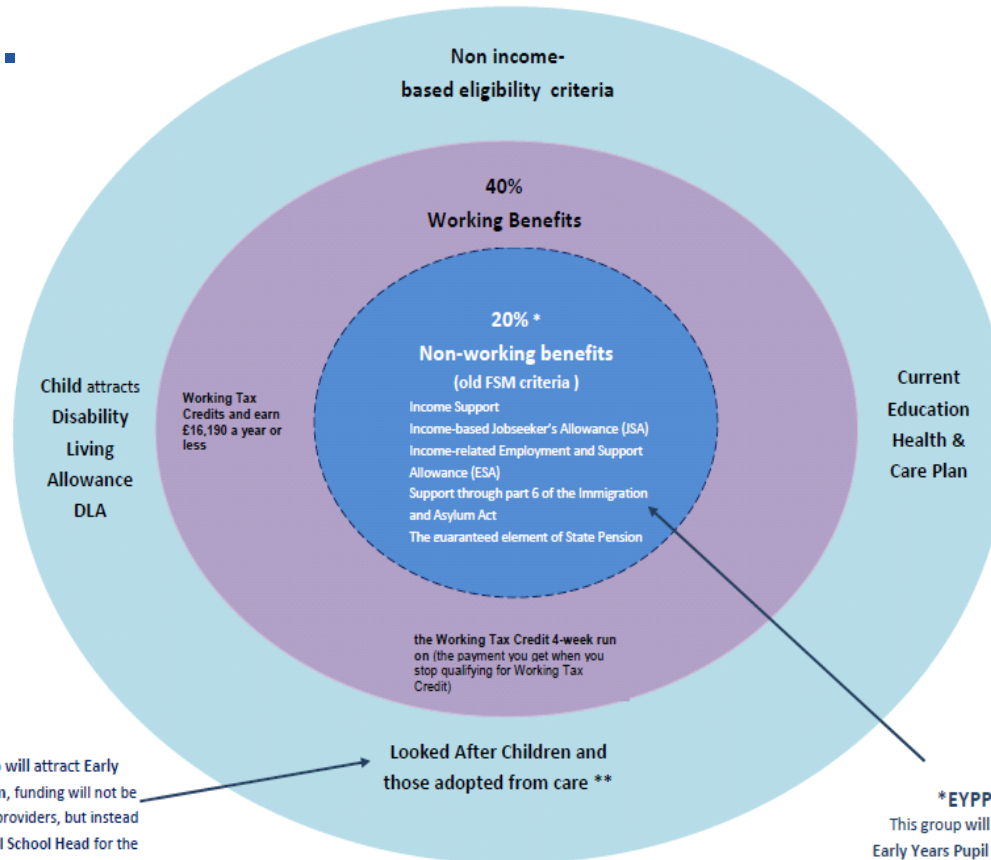 Non income-
based eligibility criteria
40%
Working Benefits
20% *
Non-working benefits
(old FSM criteria )
Income Support
Income-based Jobseeker's Allowance (JSA)
Income-related Employment and Support
Allowance (ESA)
Support through part 6 of the Immigration
and Asylum Act
The guaranteed element of State Pension
Child attracts
Disability
Living
Allowance
DLA
Working Tax
Credits and earn
£16,190 a year or
less
Current
Education
Health &
Care Plan
the Working Tax Credit 4-week run
on (the payment you get when you
stop qualifying for Working Tax
Credit)
Looked After Children and
those adopted from care **
will attract Early
, funding will not be
providers, but instead
School Head for the
*EYPP
This group will
Early Years Pupil